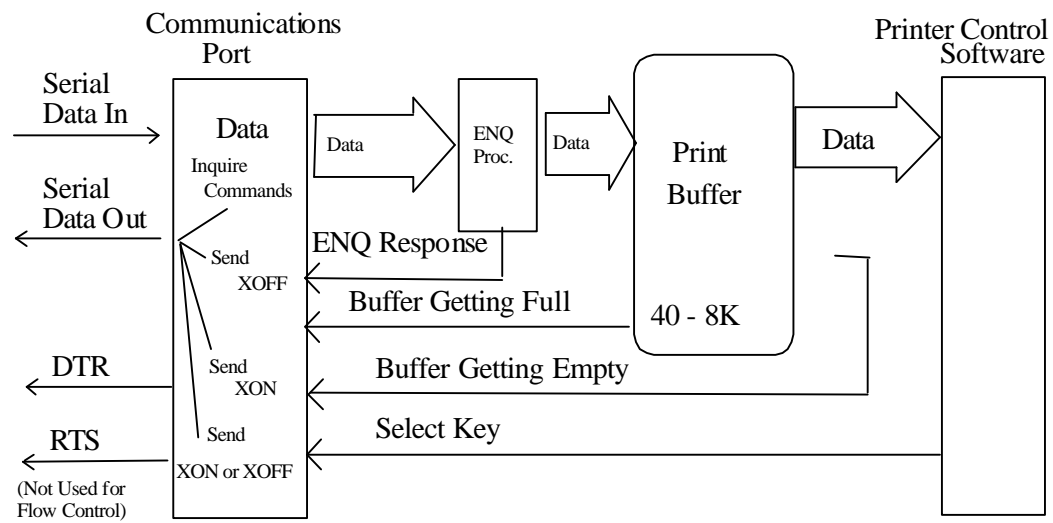 Communications
Port
Printer Control
Software
Serial
Data In
Data
Data
ENQ
Proc.
Data
Print
Buffer
Data
Inquire
Commands
Serial
Data Out
ENQ Response
Send
XOFF
Buffer Getting Full
40 - 8K
DTR
Send
XON
Buffer Getting Empty
RTS
Send
XON or XOFF
Select Key
(Not Used for
Flow Control)